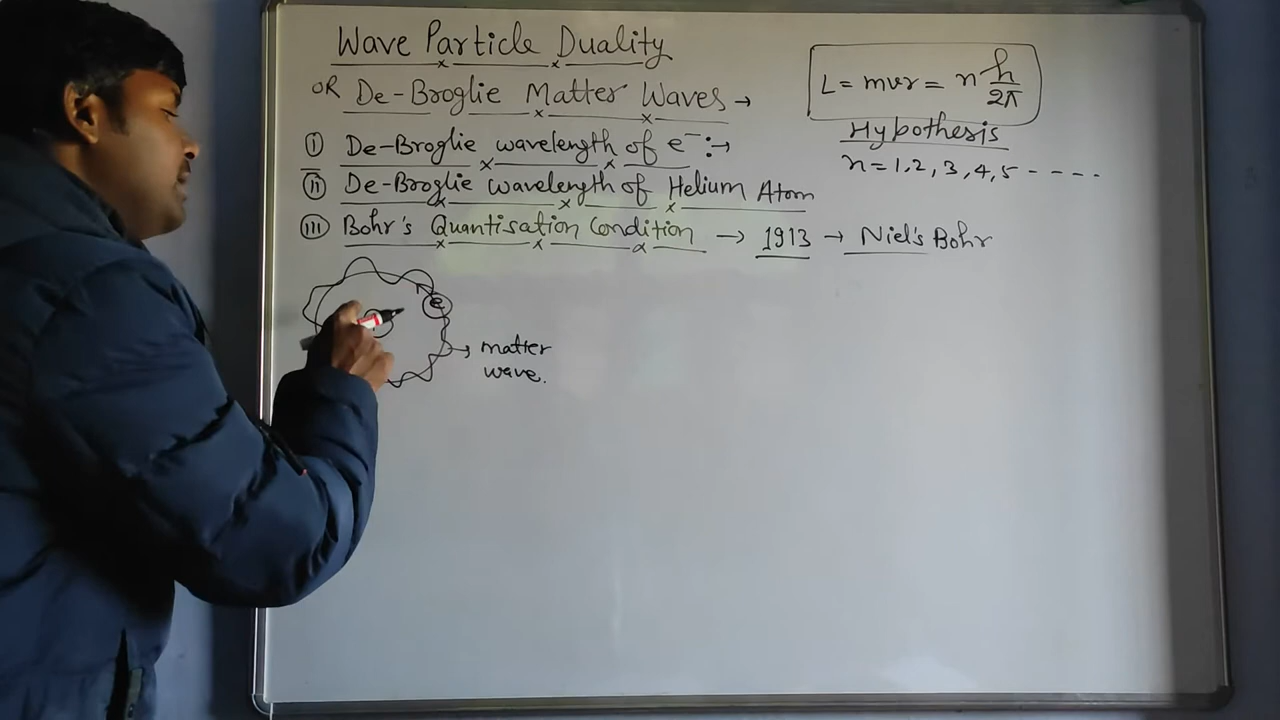 Wave Particle Duality
OR De-Broglie Matter Waves →
L = mvr = n h/2π
Hypothesis
n = 1, 2, 3, 4, 5 ----
(i) De-Broglie wavelength of e⁻ :→
(ii) De-Broglie wavelength of Helium Atom
(iii) Bohr's Quantisation Condition → 1913 → Niel's Bohr
e
→ matter
wave.